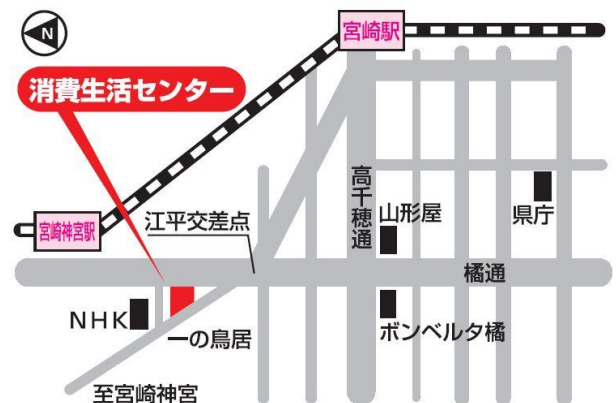 N
宮崎駅
消費生活センター
宮崎神宮駅
江平交差点
高千穂通
山形屋
県庁
橘通
NHK
一の鳥居
ボンベルタ橘
至宮崎神宮